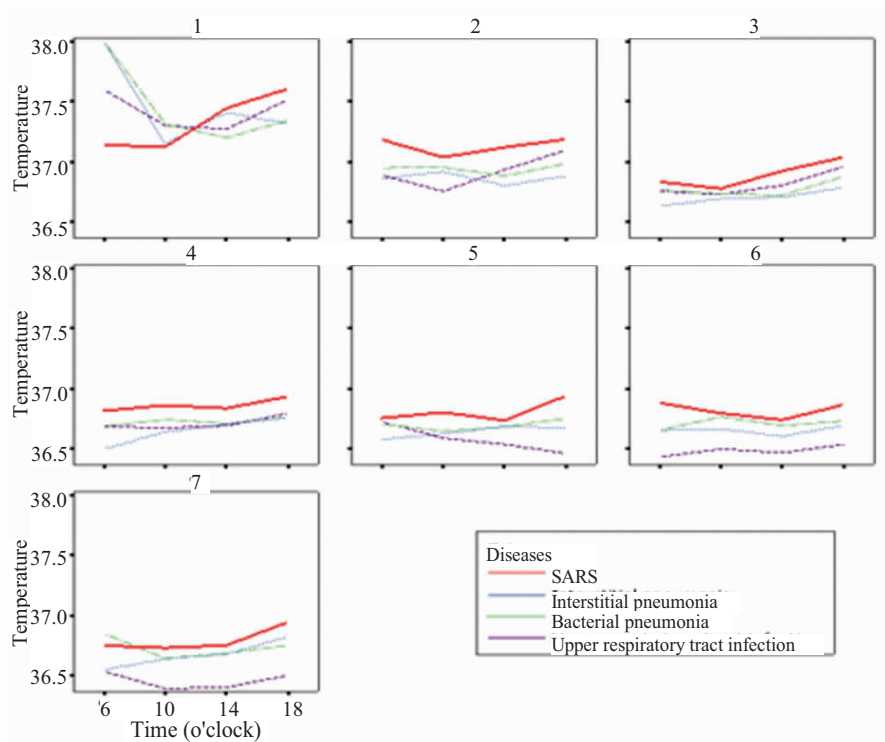 1 2 3
38.0
37.5
37.0
36.5
Temperature
4 5 6
38.0
37.5
37.0
36.5
Temperature
'7
38.0
37.5
37.0
36.5
Temperature
'6 10 14 18
Time (o'clock)
Diseases
SARS
Interstitial pneumonia
Bacterial pneumonia
Upper respiratory tract infection